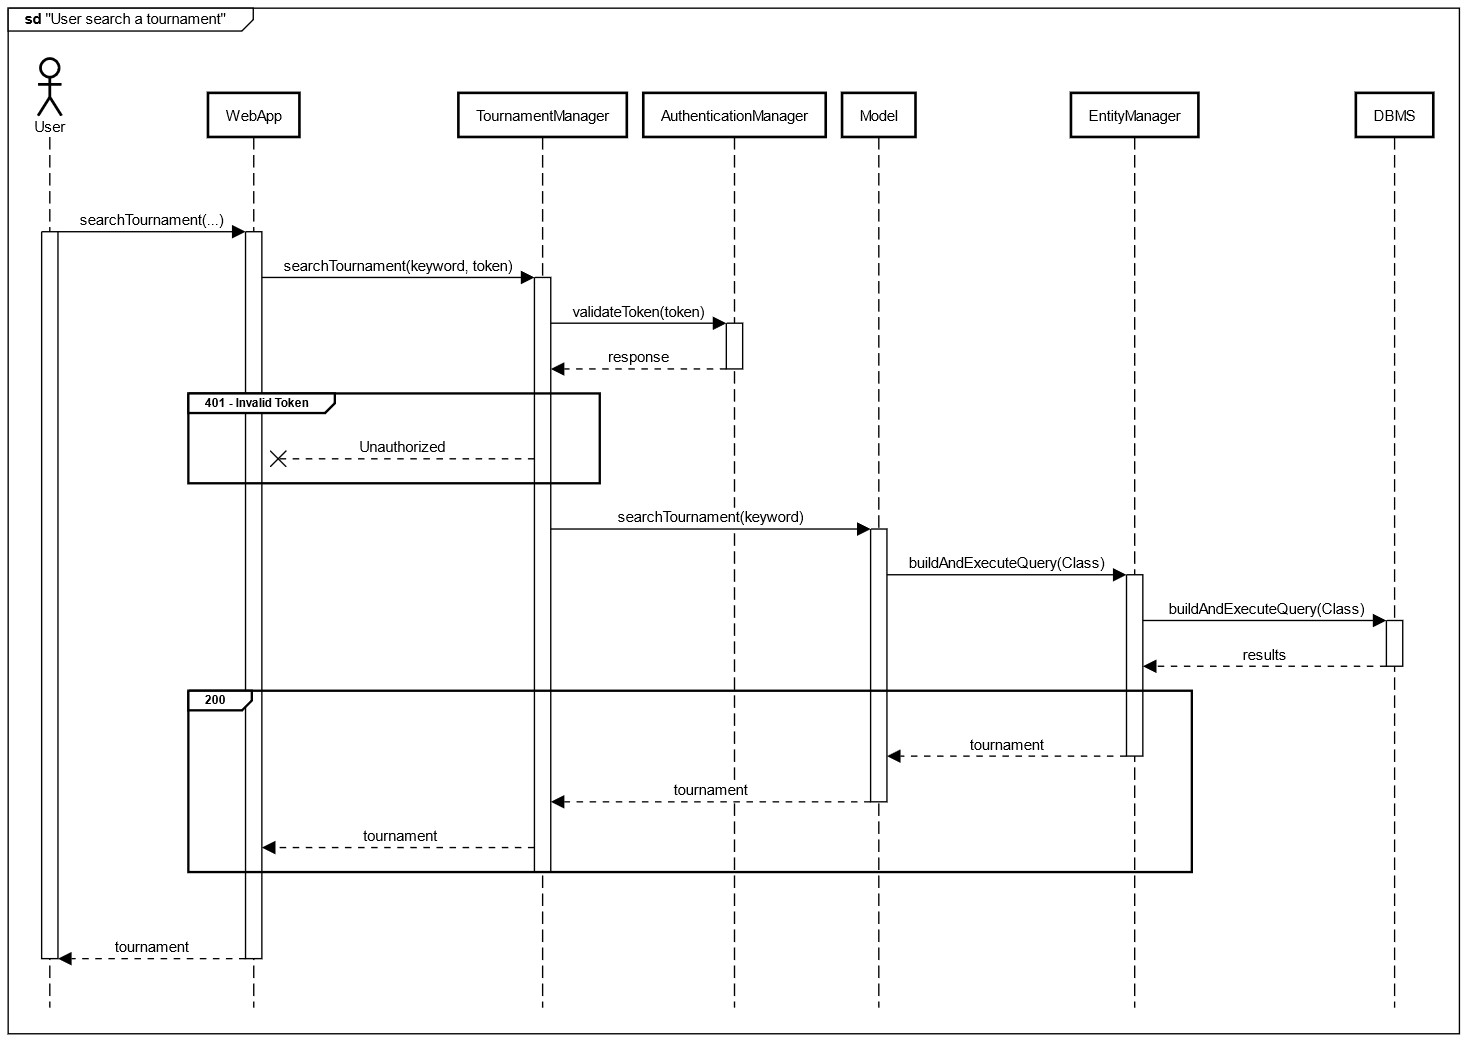 sd "User search a tournament"
User
WebApp
TournamentManager
AuthenticationManager
Model
EntityManager
DBMS
searchTournament(...)
searchTournament(keyword, token)
validateToken(token)
response
401 - Invalid Token
Unauthorized
searchTournament(keyword)
buildAndExecuteQuery(Class)
buildAndExecuteQuery(Class)
results
200
tournament
tournament
tournament
tournament